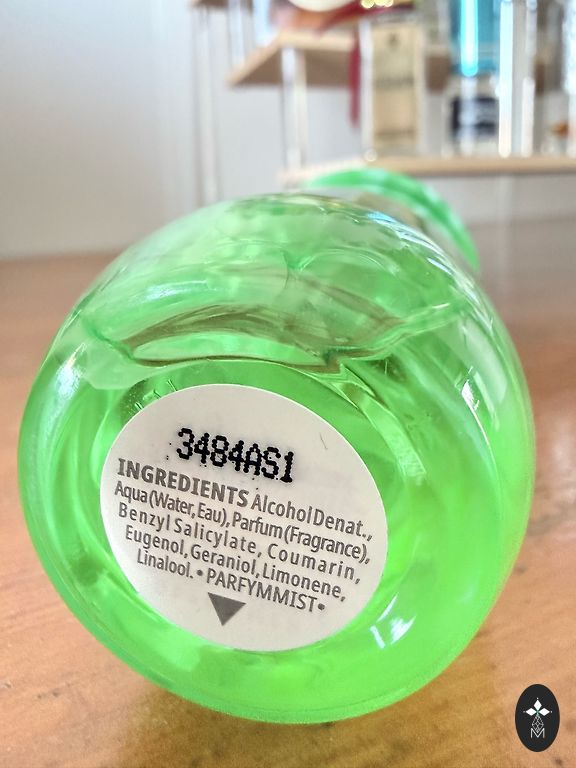 3484AS1
INGREDIENTS Alcohol Denat.,
Aqua (Water, Eau), Parfum (Fragrance),
Benzyl Salicylate, Coumarin,
Eugenol, Geraniol, Limonene,
Linalool. • PARFYMMIST •
M